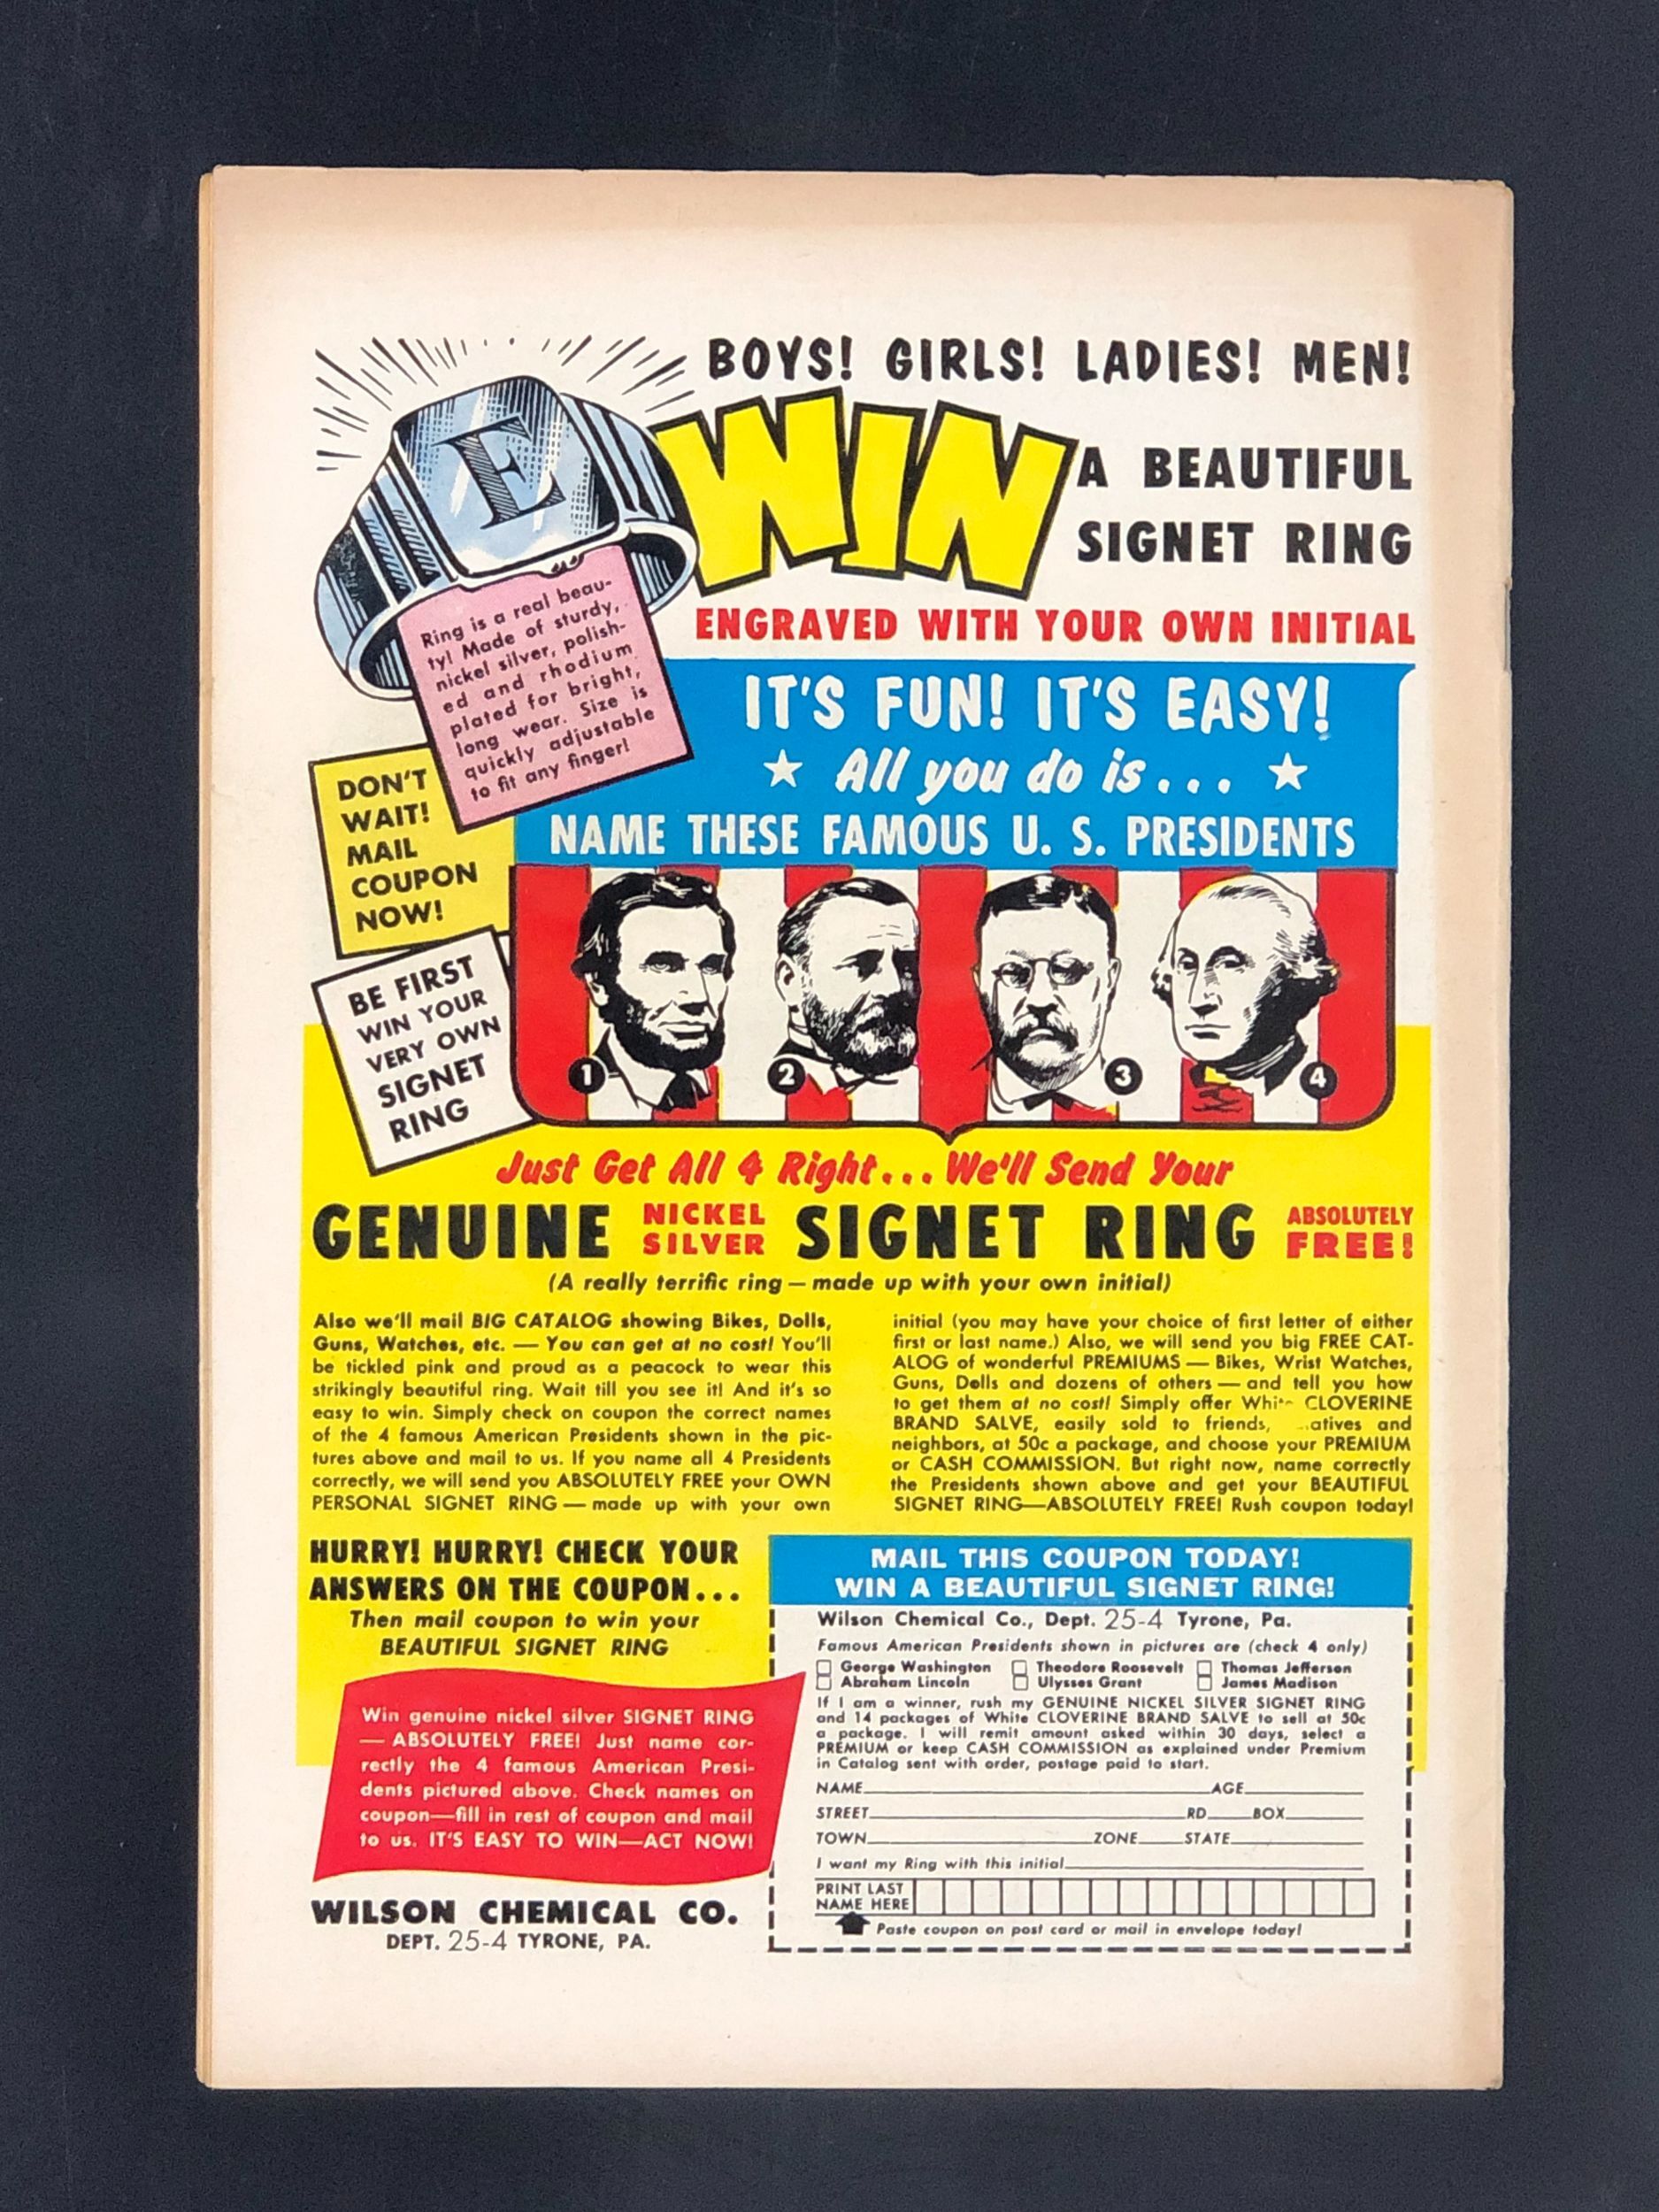 BOYS! GIRLS! LADIES! MEN!
E
WIN
A BEAUTIFUL
SIGNET RING
ENGRAVED WITH YOUR OWN INITIAL
Ring is a real beau-
ty! Made of sturdy,
nickel silver, polish-
ed and rhodium
plated for bright,
long wear. Size is
quickly adjustable
to fit any finger!
IT'S FUN! IT'S EASY!
All you do is...
NAME THESE FAMOUS U. S. PRESIDENTS
DON'T
WAIT!
MAIL
COUPON
NOW!
BE FIRST
WIN YOUR
VERY OWN
SIGNET
RING
1
2
3
4
Just Get All 4 Right... We'll Send Your
GENUINE NICKEL SILVER SIGNET RING ABSOLUTELY FREE!
(A really terrific ring — made up with your own initial)
Also we'll mail BIG CATALOG showing Bikes, Dolls,
Guns, Watches, etc. — You can get at no cost! You'll
be tickled pink and proud as a peacock to wear this
strikingly beautiful ring. Wait till you see it! And it's so
easy to win. Simply check on coupon the correct names
of the 4 famous American Presidents shown in the pic-
tures above and mail to us. If you name all 4 Presidents
correctly, we will send you ABSOLUTELY FREE your OWN
PERSONAL SIGNET RING — made up with your own
initial (you may have your choice of first letter of either
first or last name.) Also, we will send you big FREE CAT-
ALOG of wonderful PREMIUMS — Bikes, Wrist Watches,
Guns, Dolls and dozens of others — and tell you how
to get them at no cost! Simply offer CLOVERINE
BRAND SALVE, easily sold to friends, and
neighbors, at 50c a package, and choose your PREMIUM
or CASH COMMISSION. But right now, name correctly
the Presidents shown above and get your BEAUTIFUL
SIGNET RING—ABSOLUTELY FREE! Rush coupon today!
HURRY! HURRY! CHECK YOUR
ANSWERS ON THE COUPON...
Then mail coupon to win your
BEAUTIFUL SIGNET RING
Win genuine nickel silver SIGNET RING
— ABSOLUTELY FREE! Just name cor-
rectly the 4 famous American Presi-
dents pictured above. Check names on
coupon—fill in rest of coupon and mail
to us. IT'S EASY TO WIN—ACT NOW!
WILSON CHEMICAL CO.
DEPT. 25-4 TYRONE, PA.
MAIL THIS COUPON TODAY!
WIN A BEAUTIFUL SIGNET RING!
Wilson Chemical Co., Dept. 25-4 Tyrone, Pa.
Famous American Presidents shown in pictures are (check 4 only)
George Washington Theodore Roosevelt Thomas Jefferson
Abraham Lincoln Ulysses Grant James Madison
If I am a winner, rush my GENUINE NICKEL SILVER SIGNET RING
and 14 packages of White CLOVERINE BRAND SALVE to sell at 50c
a package. I will remit amount asked within 30 days, select a
PREMIUM or keep CASH COMMISSION as explained under Premium
in Catalog sent with order, postage paid to start.
NAME AGE
STREET RD BOX
TOWN ZONE STATE
I want my Ring with this initial
PRINT LAST
NAME HERE
Paste coupon on post card or mail in envelope today!